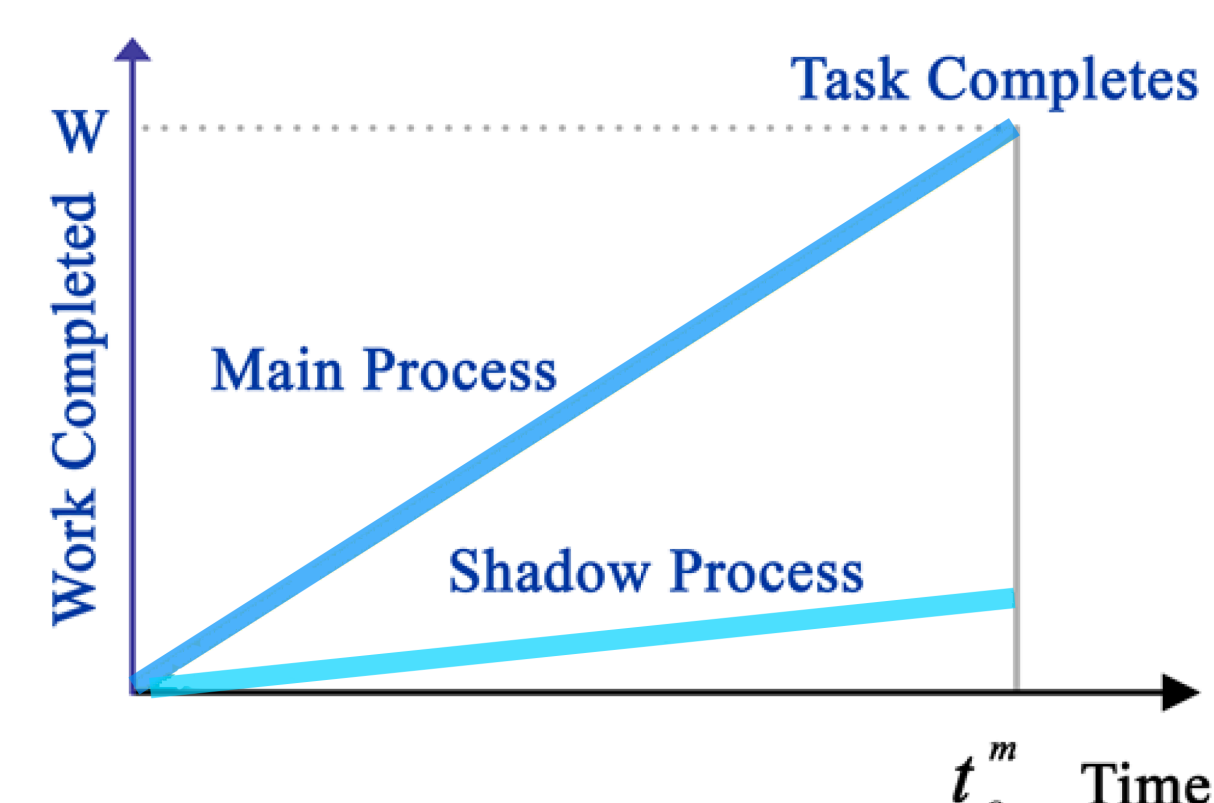 Task Completes
W
Work Completed
Main Process
Shadow Process
t m Time